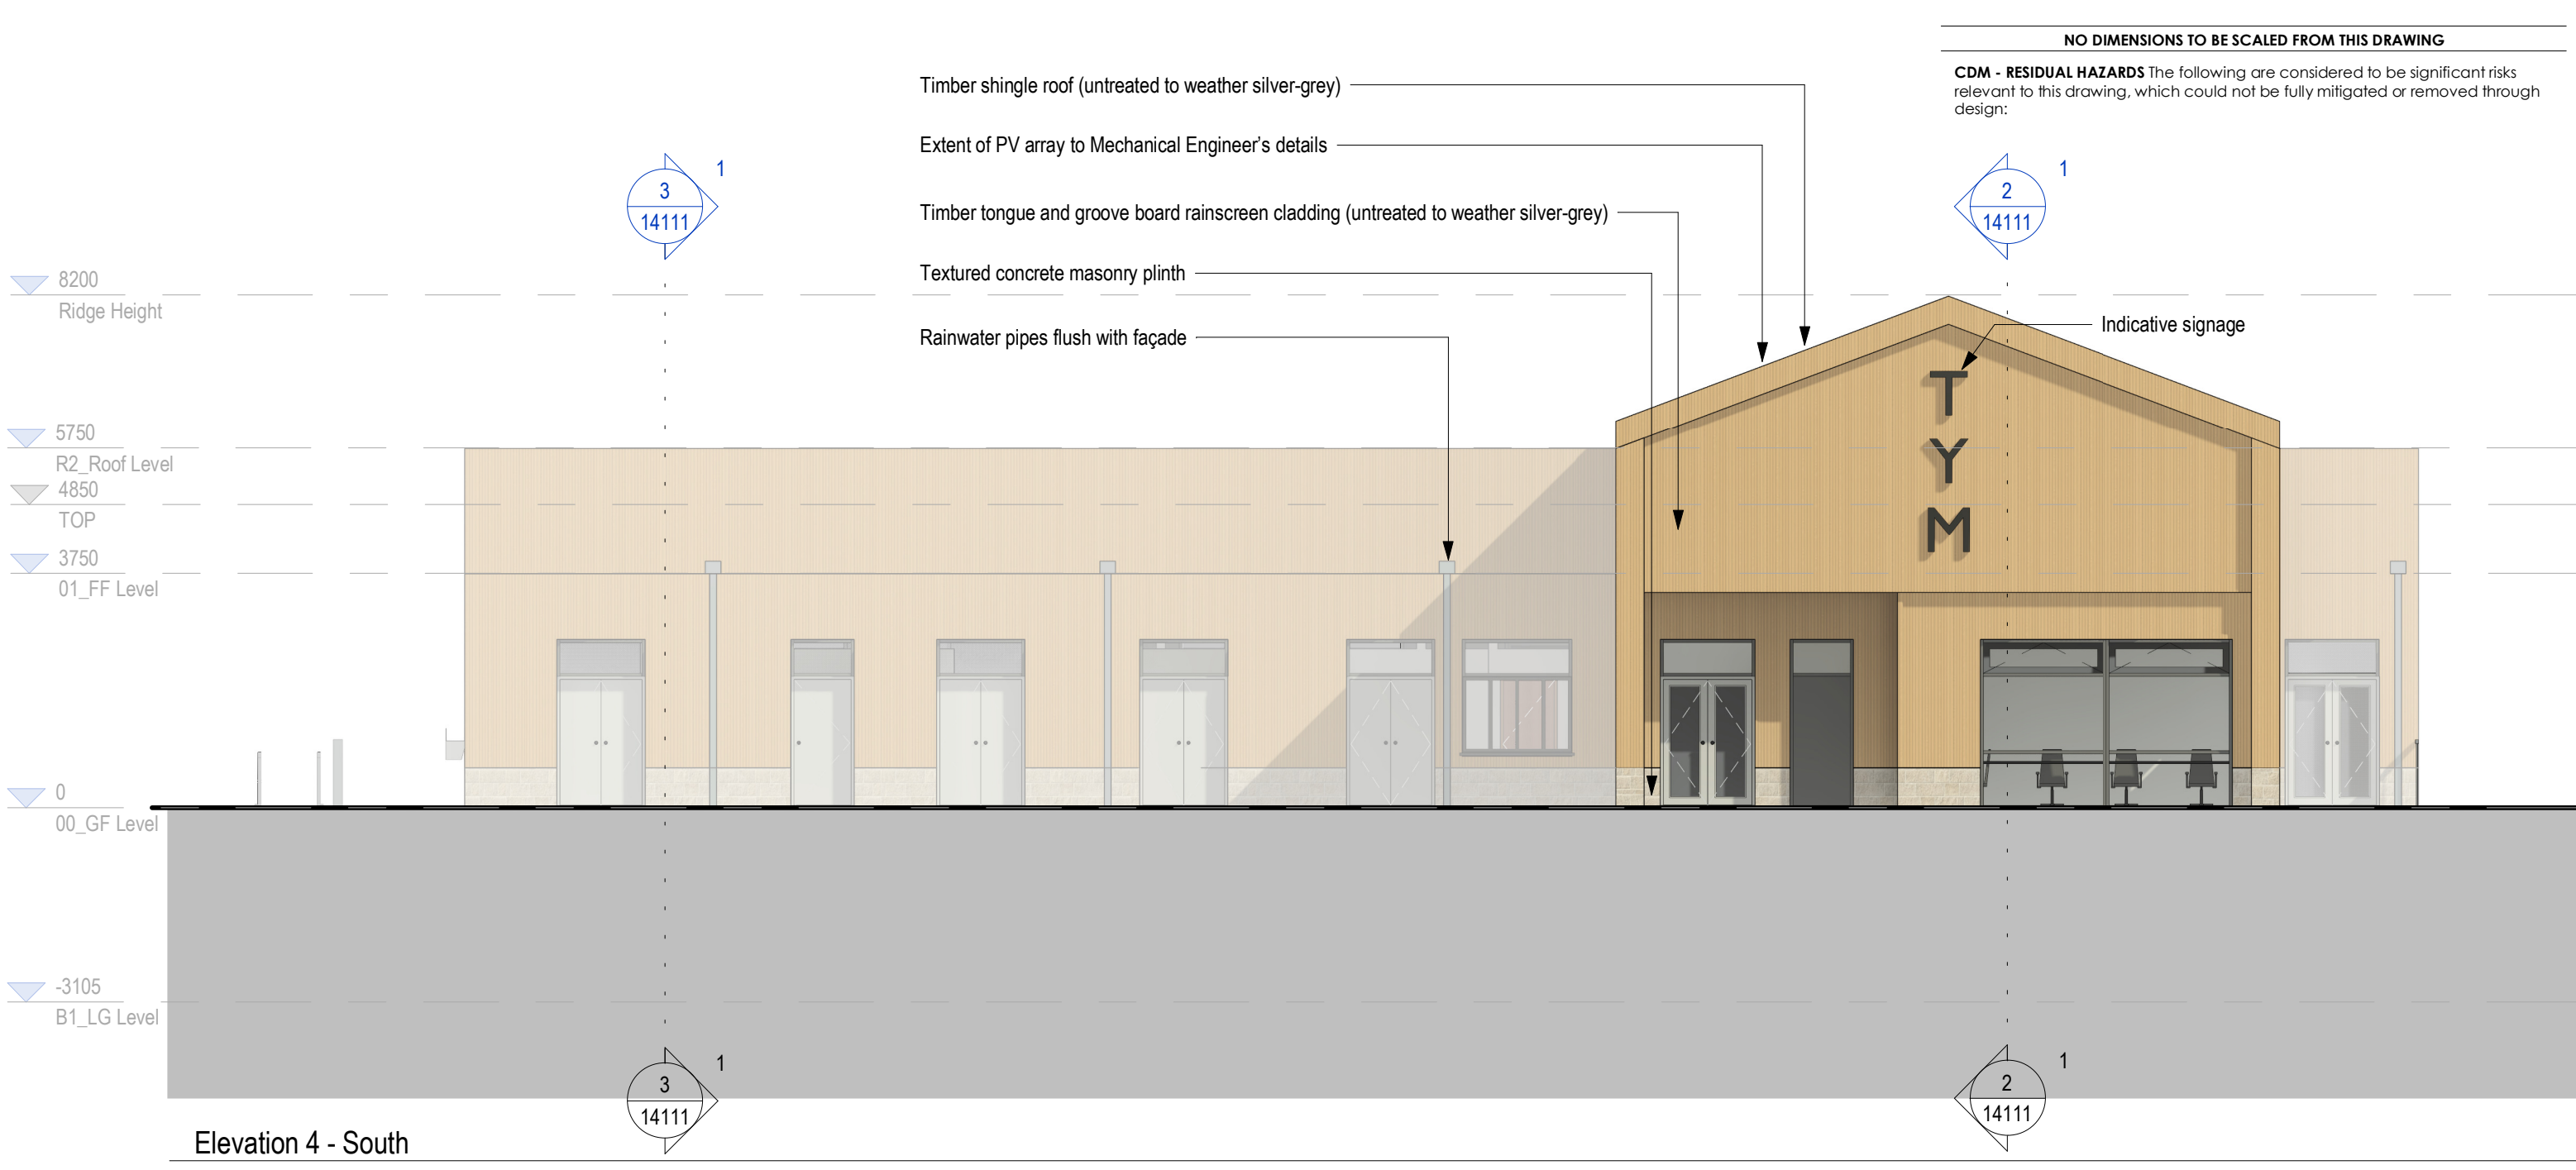 NO DIMENSIONS TO BE SCALED FROM THIS DRAWING
CDM - RESIDUAL HAZARDS The following are considered to be significant risks
relevant to this drawing, which could not be fully mitigated or removed through
design:
Timber shingle roof (untreated to weather silver-grey)
Extent of PV array to Mechanical Engineer's details
Timber tongue and groove board rainscreen cladding (untreated to weather silver-grey)
Textured concrete masonry plinth
Rainwater pipes flush with façade
Indicative signage
1
3
14111
1
2
14111
8200
Ridge Height
5750
R2_Roof Level
4850
TOP
3750
01_FF Level
0
00_GF Level
-3105
B1_LG Level
T
Y
M
1
3
14111
1
2
14111
Elevation 4 - South